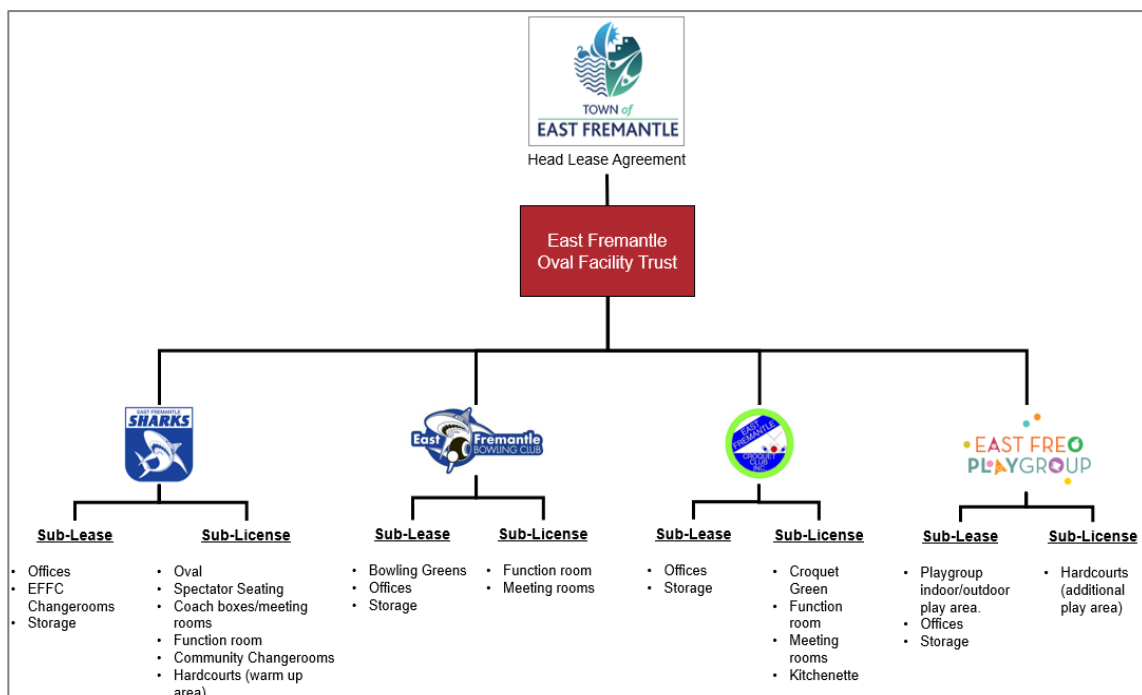 TOWN of
EAST FREMANTLE
Head Lease Agreement
East Fremantle
Oval Facility Trust
EAST FREMANTLE
SHARKS
East Fremantle
BOWLING CLUB
EAST
FREMANTLE
CROQUET
CLUB
INC
EAST FREO
PLAYGROUP
Sub-Lease
• Offices
• EFFC
Changerooms
• Storage
Sub-License
• Oval
• Spectator Seating
• Coach boxes/meeting
rooms
• Function room
• Community Changerooms
• Hardcourts (warm up
area)
Sub-Lease
• Bowling Greens
• Offices
• Storage
Sub-License
• Function room
• Meeting rooms
Sub-Lease
• Offices
• Storage
Sub-License
• Croquet
Green
• Function
room
• Meeting
rooms
• Kitchenette
Sub-Lease
• Playgroup
indoor/outdoor
play area.
• Offices
• Storage
Sub-License
• Hardcourts
(additional
play area)